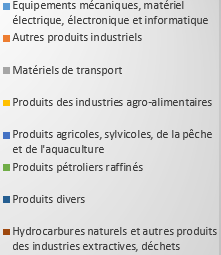 Equipements mécaniques, matériel
électrique, électronique et informatique
Autres produits industriels
Matériels de transport
Produits des industries agro-alimentaires
Produits agricoles, sylvicoles, de la pêche
et de l'aquaculture
Produits pétroliers raffinés
Produits divers
Hydrocarbures naturels et autres produits
des industries extractives, déchets